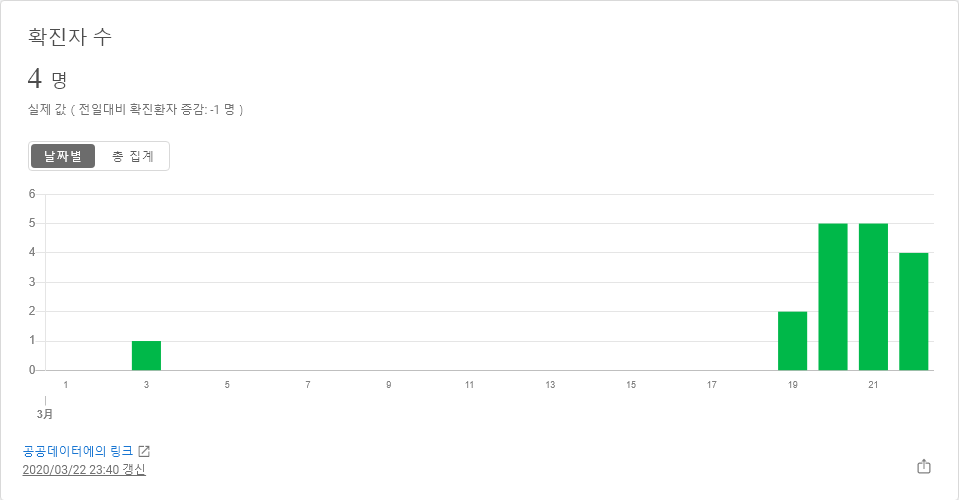 확진자 수
4 명
실제 값 ( 전일대비 확진환자 증감: -1 명 )
날짜별 총 집계
6
5
4
3
2
1
0
1 3 5 7 9 11 13 15 17 19 21
3月
공공데이터에의 링크
2020/03/22 23:40 갱신